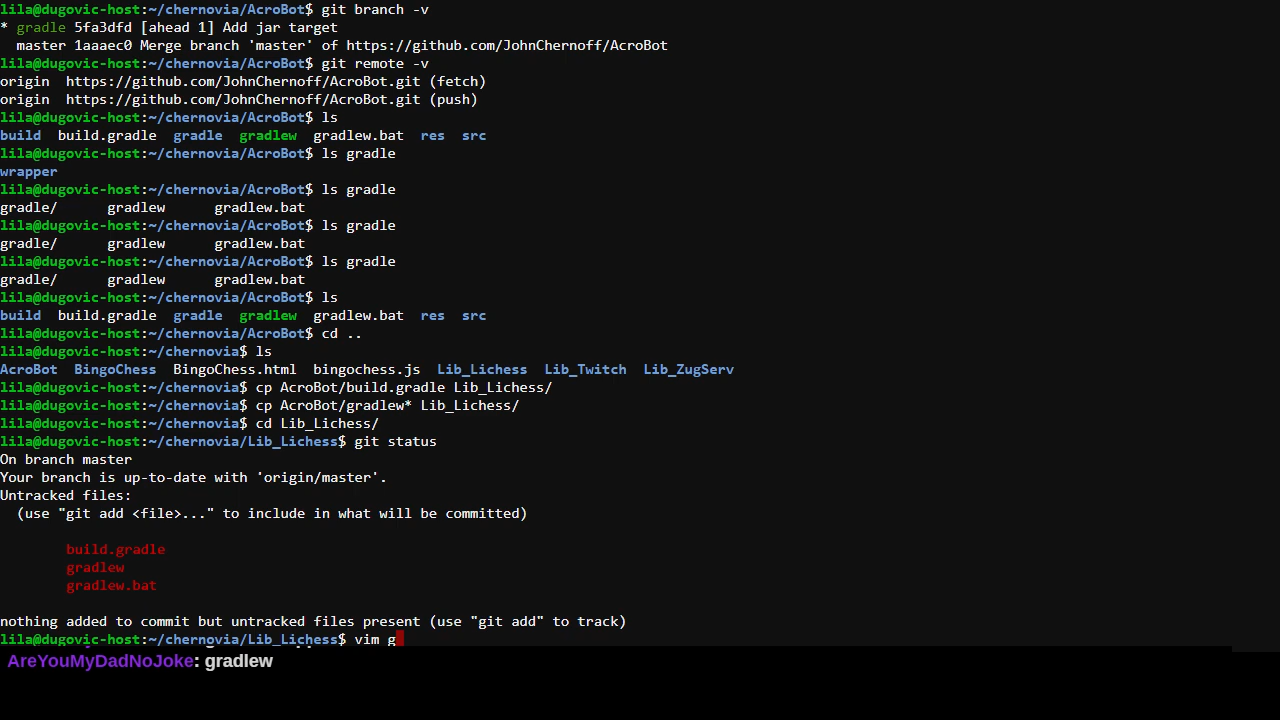 lila@dugovic-host:~/chernovia/AcroBot$ git branch -v
* gradle 5fa3dfd [ahead 1] Add jar target
  master 1aaaec0 Merge branch 'master' of https://github.com/JohnChernoff/AcroBot
lila@dugovic-host:~/chernovia/AcroBot$ git remote -v
origin  https://github.com/JohnChernoff/AcroBot.git (fetch)
origin  https://github.com/JohnChernoff/AcroBot.git (push)
lila@dugovic-host:~/chernovia/AcroBot$ ls
build  build.gradle  gradle  gradlew  gradlew.bat  res  src
lila@dugovic-host:~/chernovia/AcroBot$ ls gradle
wrapper
lila@dugovic-host:~/chernovia/AcroBot$ ls gradle
gradle/      gradlew      gradlew.bat
lila@dugovic-host:~/chernovia/AcroBot$ ls gradle
gradle/      gradlew      gradlew.bat
lila@dugovic-host:~/chernovia/AcroBot$ ls gradle
gradle/      gradlew      gradlew.bat
lila@dugovic-host:~/chernovia/AcroBot$ ls
build  build.gradle  gradle  gradlew  gradlew.bat  res  src
lila@dugovic-host:~/chernovia/AcroBot$ cd ..
lila@dugovic-host:~/chernovia$ ls
AcroBot  BingoChess  BingoChess.html  bingochess.js  Lib_Lichess  Lib_Twitch  Lib_ZugServ
lila@dugovic-host:~/chernovia$ cp AcroBot/build.gradle Lib_Lichess/
lila@dugovic-host:~/chernovia$ cp AcroBot/gradlew* Lib_Lichess/
lila@dugovic-host:~/chernovia$ cd Lib_Lichess/
lila@dugovic-host:~/chernovia/Lib_Lichess$ git status
On branch master
Your branch is up-to-date with 'origin/master'.
Untracked files:
  (use "git add <file>..." to include in what will be committed)
        build.gradle
        gradlew
        gradlew.bat
nothing added to commit but untracked files present (use "git add" to track)
lila@dugovic-host:~/chernovia/Lib_Lichess$ vim g
AreYouMyDadNoJoke: gradlew